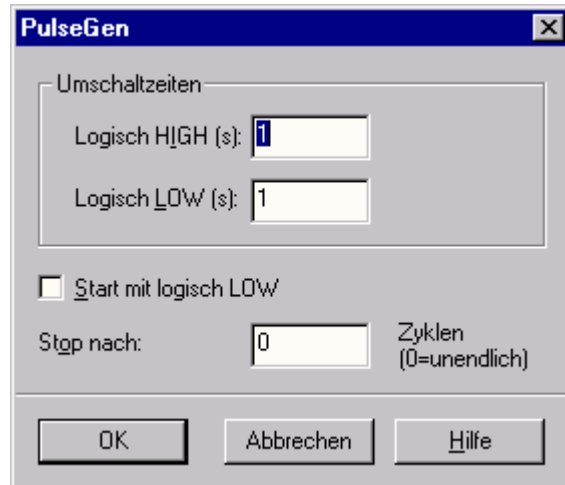 PulseGen
Umschaltzeiten
Logisch HIGH (s): 1
Logisch LOW (s): 1
Start mit logisch LOW
Stop nach: 0 Zyklen
(0=unendlich)
OK Abbrechen Hilfe